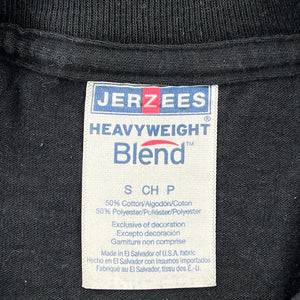 JERZEES
HEAVYWEIGHT®
Blend™
S CH P
50% Cotton/Algodón/Coton
50% Polyester/Poliéster/Polyester
Exclusive of decoration
Excepto decoración
Garniture non comprise
Made in El Salvador of U.S.A. fabric
Hecho en El Salvador con insumos importados
Fabriqué au El Salvador, tissu des É.-U.